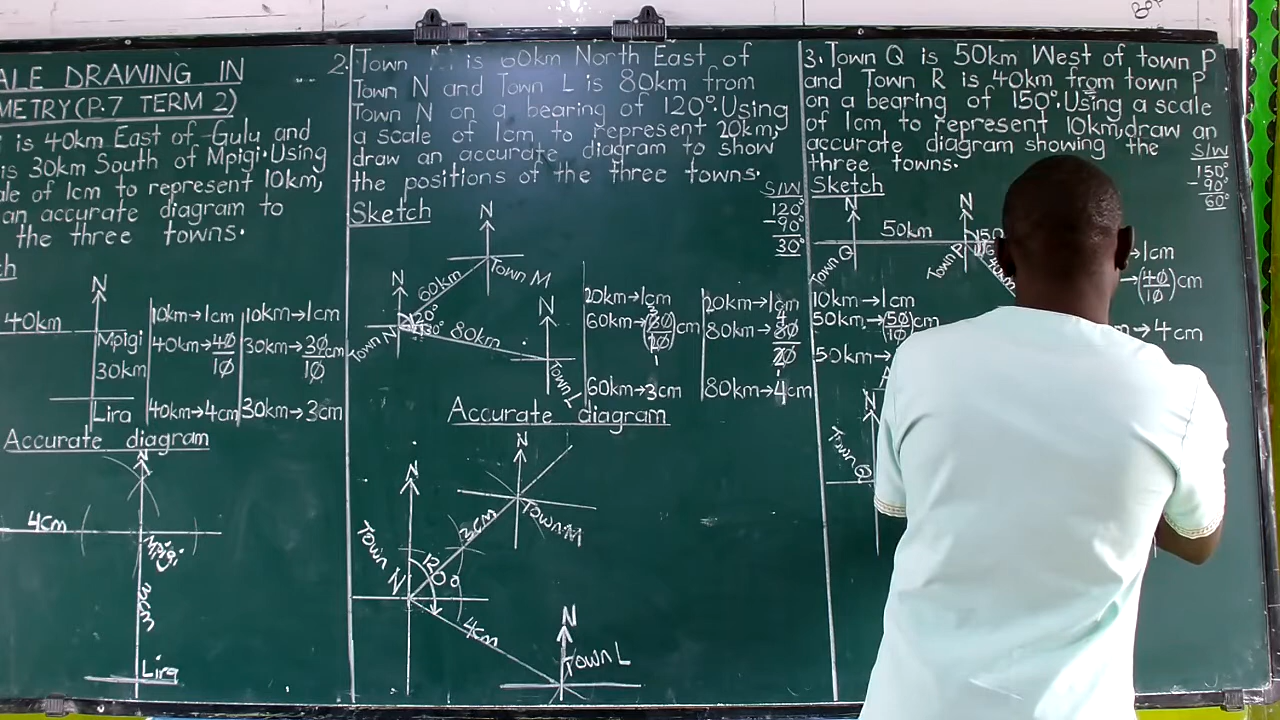 ALE DRAWING IN
METRY (P.7 TERM 2)
is 40km East of Gulu and
is 30km South of Mpigi. Using
ale of 1cm to represent 10km,
an accurate diagram to
the three towns.
ch
N
40km
Mpigi
30km
Lira
10km→1cm
40km→40/10
40km→4cm
10km→1cm
30km→30/10cm
30km→3cm
Accurate diagram
N
4cm
Mpigi
3cm
Lira
2. Town M is 60km North East of
Town N and Town L is 80km from
Town N on a bearing of 120°. Using
a scale of 1cm to represent 20km,
draw an accurate diagram to show
the positions of the three towns.
Sketch
S/W
120°
-90°
30°
N
Town M
60km
N
120°
30°
Town N
80km
N
Town L
20km→1cm
60km→(60/20)cm
60km→3cm
20km→1cm
80km→80/20
80km→4cm
Accurate diagram
N
Town M
3cm
N
Town N
120°
4cm
N
Town L
3. Town Q is 50km West of town P
and Town R is 40km from town P
on a bearing of 150°. Using a scale
of 1cm to represent 10km, draw an
accurate diagram showing the
three towns.
S/W
150°
-90°
60°
Sketch
N
N
50km
Town Q
Town P
40km
10km→1cm
50km→(50/10)cm
50km→
→1cm
→(40/10)cm
→4cm
N
Town Q